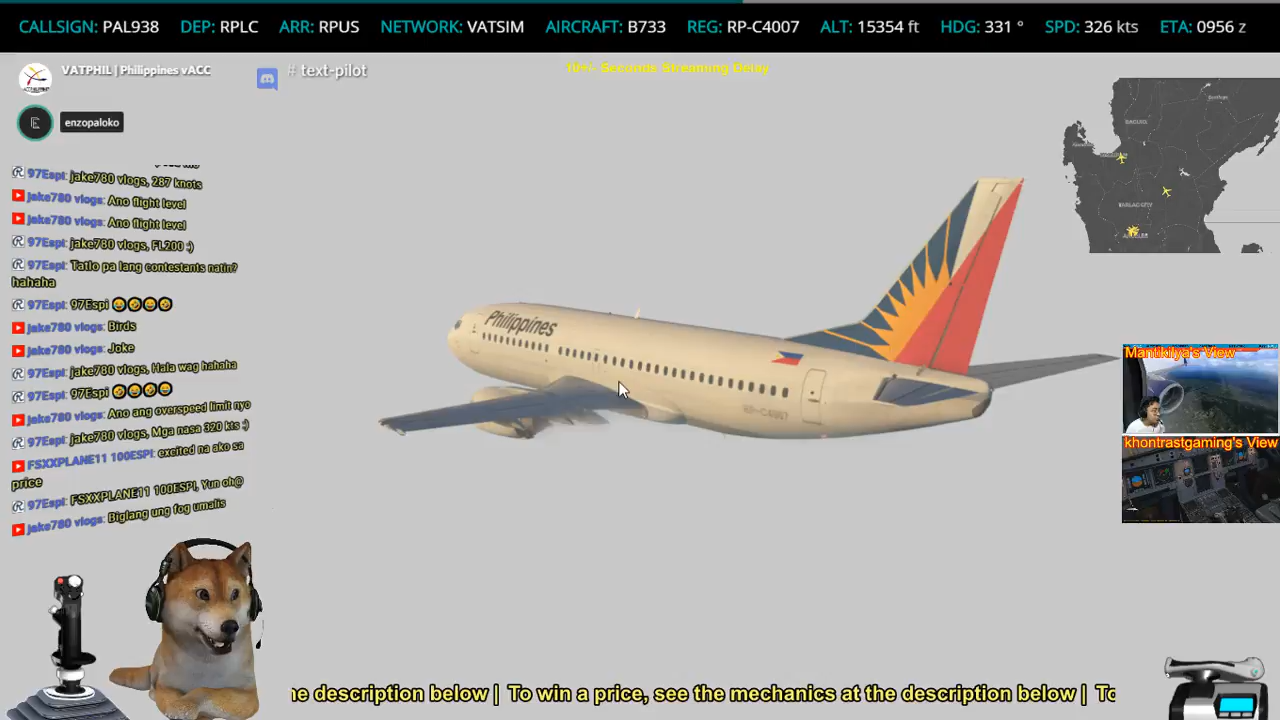 CALLSIGN: PAL938 DEP: RPLC ARR: RPUS NETWORK: VATSIM AIRCRAFT: B733 REG: RP-C4007 ALT: 15354 ft HDG: 331 ° SPD: 326 kts ETA: 0956 z
VATPHIL | Philippines vACC
# text-pilot
10+/- Seconds Streaming Delay
E enzopaloko
97Espi: jake780 vlogs, 287 knots
jake780 vlogs: Ano flight level
jake780 vlogs: Ano flight level
97Espi: jake780 vlogs, FL200 :)
97Espi: Tatlo pa lang contestants natin?
hahaha
97Espi: 97Espi 😂🤣😄🤣
jake780 vlogs: Birds
jake780 vlogs: Joke
97Espi: jake780 vlogs, Hala wag hahaha
97Espi: 97Espi 🤣😄🤣😄
jake780 vlogs: Ano ang overspeed limit nyo
97Espi: jake780 vlogs, Mga nasa 320 kts :)
FSXXPLANE11 100ESPI: excited na ako sa
price
97Espi: FSXXPLANE11 100ESPI, Yun oh@
jake780 vlogs: Biglang ung fog umalis
Philippines
RP-C4007
BAGUIO
TARLAC CITY
Mantikilya's View
khontrastgaming's View
he description below | To win a price, see the mechanics at the description below | To